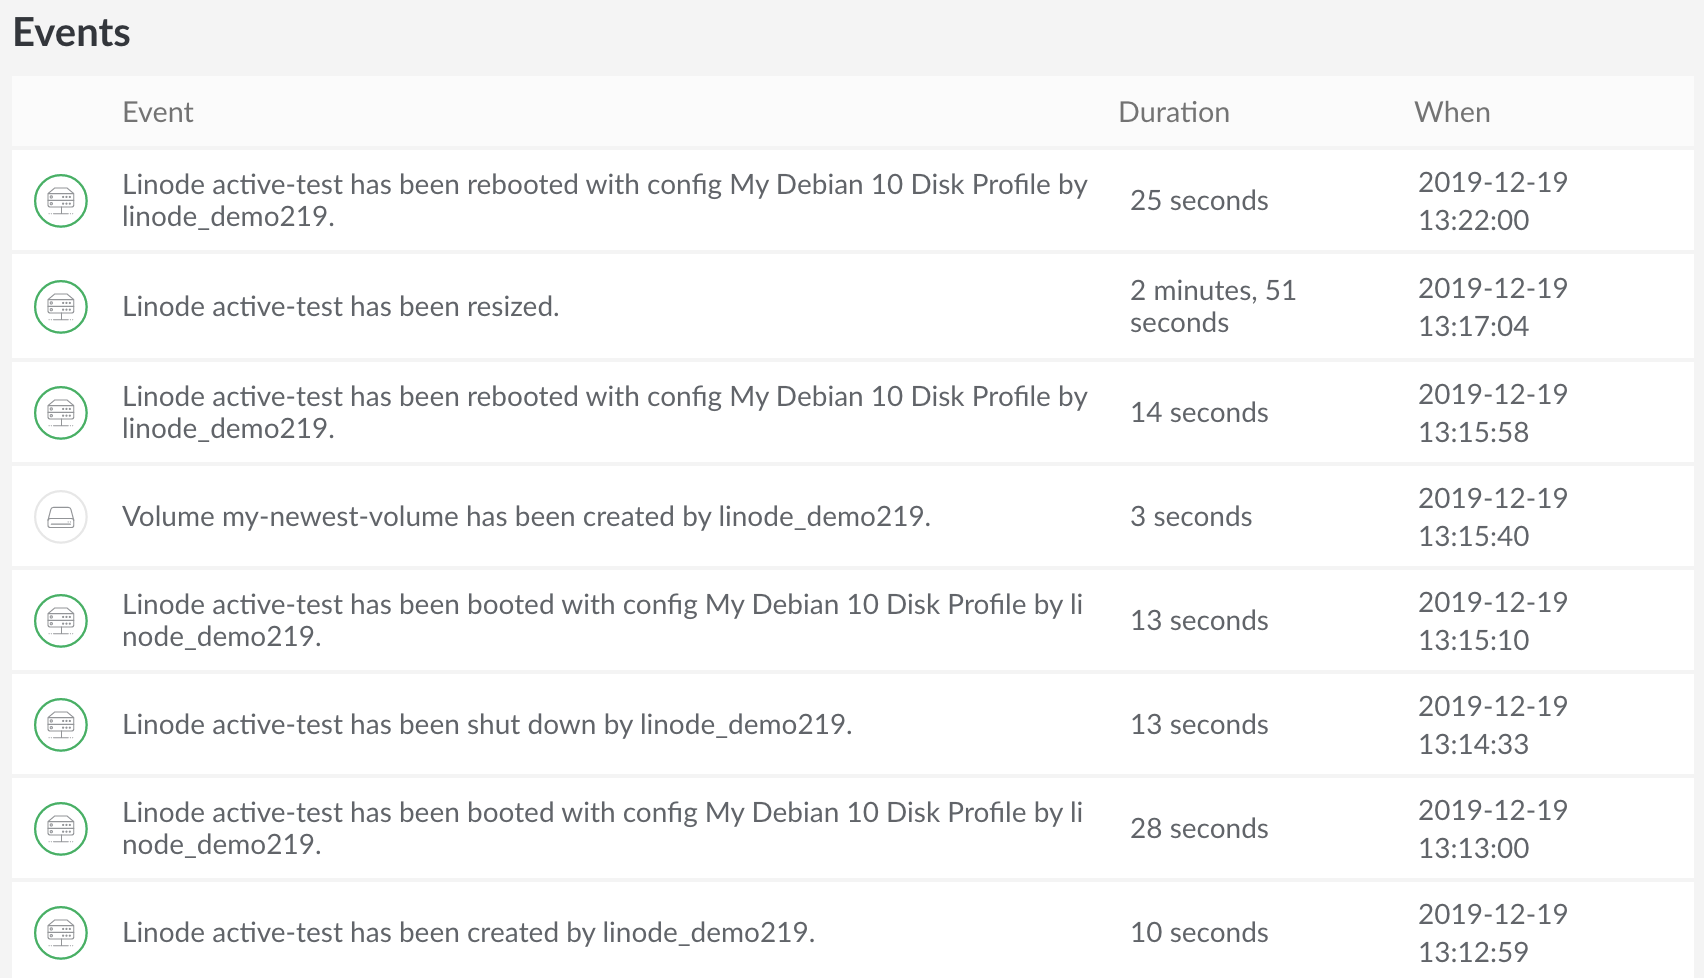 Events
Event Duration When
Linode active-test has been rebooted with config My Debian 10 Disk Profile by
linode_demo219.
25 seconds
2019-12-19
13:22:00
Linode active-test has been resized.
2 minutes, 51
seconds
2019-12-19
13:17:04
Linode active-test has been rebooted with config My Debian 10 Disk Profile by
linode_demo219.
14 seconds
2019-12-19
13:15:58
Volume my-newest-volume has been created by linode_demo219.
3 seconds
2019-12-19
13:15:40
Linode active-test has been booted with config My Debian 10 Disk Profile by li
node_demo219.
13 seconds
2019-12-19
13:15:10
Linode active-test has been shut down by linode_demo219.
13 seconds
2019-12-19
13:14:33
Linode active-test has been booted with config My Debian 10 Disk Profile by li
node_demo219.
28 seconds
2019-12-19
13:13:00
Linode active-test has been created by linode_demo219.
10 seconds
2019-12-19
13:12:59